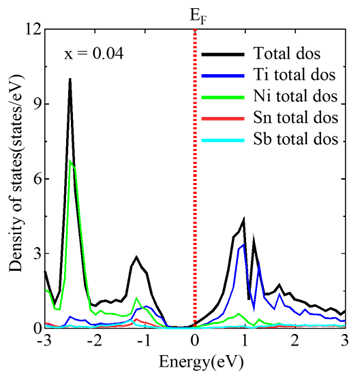 E_F
12
x = 0.04
Total dos
Ti total dos
Ni total dos
Sn total dos
Sb total dos
9
6
3
0
Density of states(states/eV)
-3 -2 -1 0 1 2 3
Energy(eV)